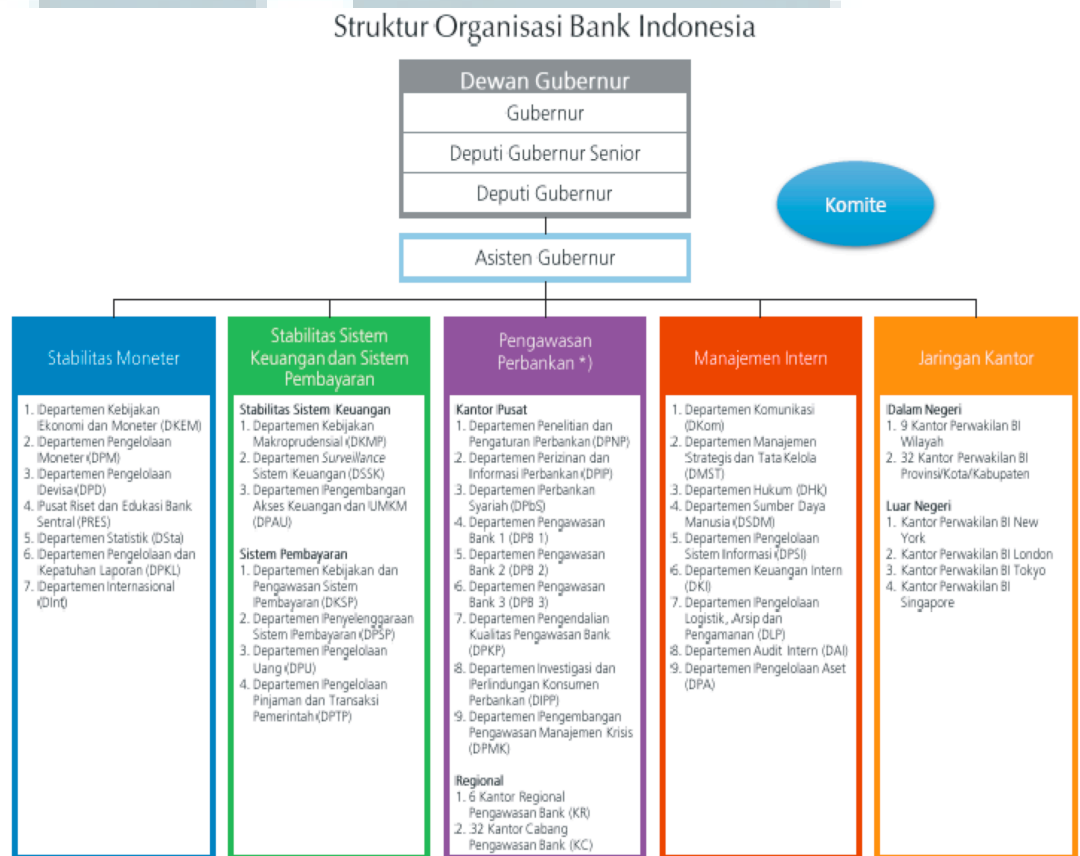 Struktur Organisasi Bank Indonesia
Dewan Gubernur
Gubernur
Deputi Gubernur Senior
Deputi Gubernur
Komite
Asisten Gubernur
Stabilitas Moneter
1. Departemen Kebijakan
Ekonomi dan Moneter (DKEM)
2. Departemen Pengelolaan
Moneter (DPM)
3. Departemen Pengelolaan
Devisa (DPD)
4. Pusat Riset dan Edukasi Bank
Sentral (PRES)
5. Departemen Statistik (DSta)
6. Departemen Pengelolaan dan
Kepatuhan Laporan (DPKL)
7. Departemen Internasional
(DInt)
Stabilitas Sistem
Keuangan dan Sistem
Pembayaran
Stabilitas Sistem Keuangan
1. Departemen Kebijakan
Makroprudensial (DKMP)
2. Departemen Surveillance
Sistem Keuangan (DSSK)
3. Departemen Pengembangan
Akses Keuangan dan UMKM
(DPAU)
Sistem Pembayaran
1. Departemen Kebijakan dan
Pengawasan Sistem
Pembayaran (DKSP)
2. Departemen Penyelenggaraan
Sistem Pembayaran (DPSP)
3. Departemen Pengelolaan
Uang (DPU)
4. Departemen Pengelolaan
Pinjaman dan Transaksi
Pemerintah (DPTP)
Pengawasan
Perbankan *)
Kantor Pusat
1. Departemen Penelitian dan
Pengaturan Perbankan (DPNP)
2. Departemen Perizinan dan
Informasi Perbankan (DPIP)
3. Departemen Perbankan
Syariah (DPbS)
4. Departemen Pengawasan
Bank 1 (DPB 1)
5. Departemen Pengawasan
Bank 2 (DPB 2)
6. Departemen Pengawasan
Bank 3 (DPB 3)
7. Departemen Pengendalian
Kualitas Pengawasan Bank
(DPKP)
8. Departemen Investigasi dan
Perlindungan Konsumen
Perbankan (DIPP)
9. Departemen Pengembangan
Pengawasan Manajemen Krisis
(DPMK)
Regional
1. 6 Kantor Regional
Pengawasan Bank (KR)
2. 32 Kantor Cabang
Pengawasan Bank (KC)
Manajemen Intern
1. Departemen Komunikasi
(DKom)
2. Departemen Manajemen
Strategis dan Tata Kelola
(DMST)
3. Departemen Hukum (DHk)
4. Departemen Sumber Daya
Manusia (DSDM)
5. Departemen Pengelolaan
Sistem Informasi (DPSI)
6. Departemen Keuangan Intern
(DKI)
7. Departemen Pengelolaan
Logistik, Arsip dan
Pengamanan (DLP)
8. Departemen Audit Intern (DAI)
9. Departemen Pengelolaan Aset
(DPA)
Jaringan Kantor
Dalam Negeri
1. 9 Kantor Perwakilan BI
Wilayah
2. 32 Kantor Perwakilan BI
Provinsi/Kota/Kabupaten
Luar Negeri
1. Kantor Perwakilan BI New
York
2. Kantor Perwakilan BI London
3. Kantor Perwakilan BI Tokyo
4. Kantor Perwakilan BI
Singapore